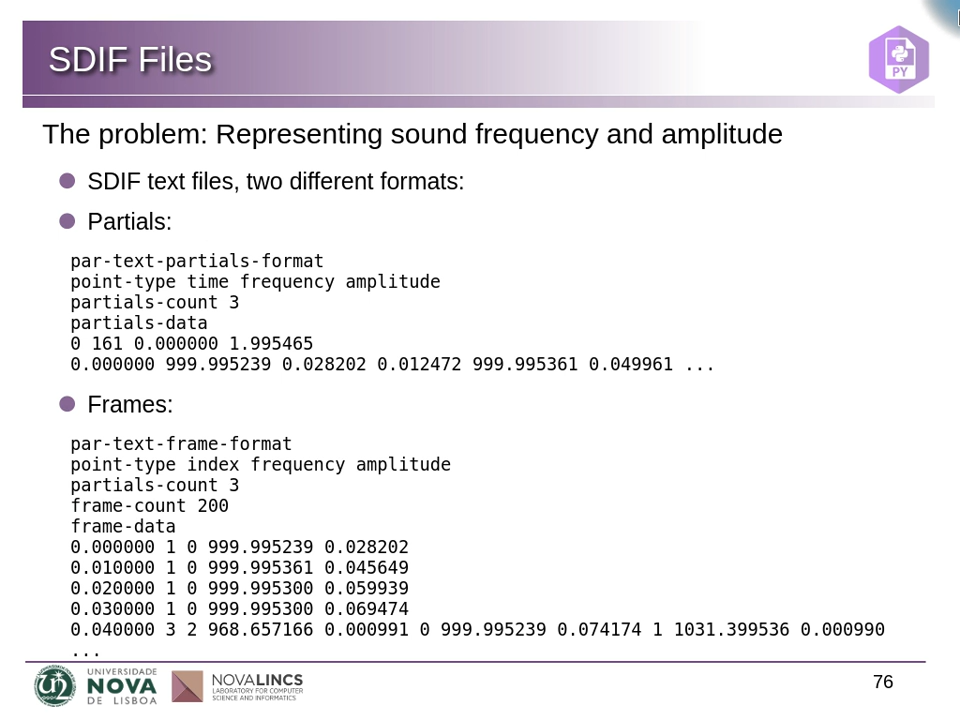 SDIF Files
PY
The problem: Representing sound frequency and amplitude
SDIF text files, two different formats:
Partials:
par-text-partials-format
point-type time frequency amplitude
partials-count 3
partials-data
0 161 0.000000 1.995465
0.000000 999.995239 0.028202 0.012472 999.995361 0.049961 ...
Frames:
par-text-frame-format
point-type index frequency amplitude
partials-count 3
frame-count 200
frame-data
0.000000 1 0 999.995239 0.028202
0.010000 1 0 999.995361 0.045649
0.020000 1 0 999.995300 0.059939
0.030000 1 0 999.995300 0.069474
0.040000 3 2 968.657166 0.000991 0 999.995239 0.074174 1 1031.399536 0.000990
...
UNIVERSIDADE
NOVA
DE LISBOA
NOVALINCS
LABORATORY FOR COMPUTER
SCIENCE AND INFORMATICS
76